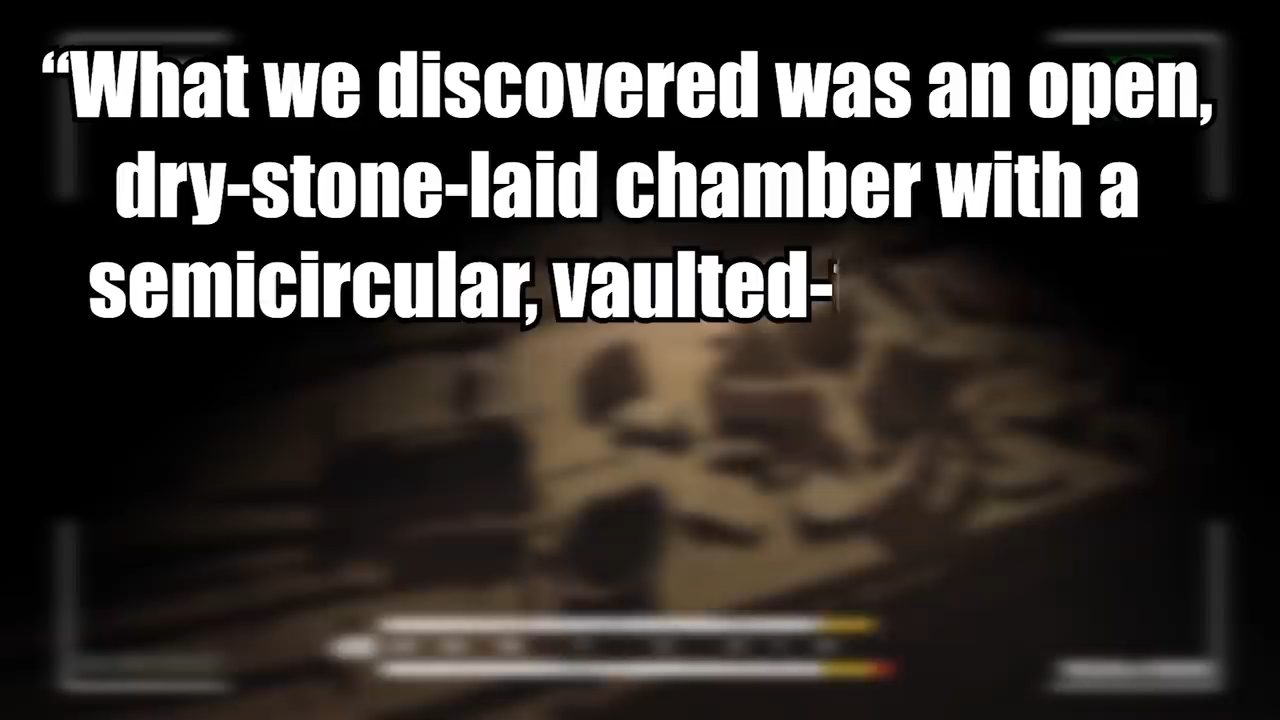 “What we discovered was an open,
dry-stone-laid chamber with a
semicircular, vaulted-